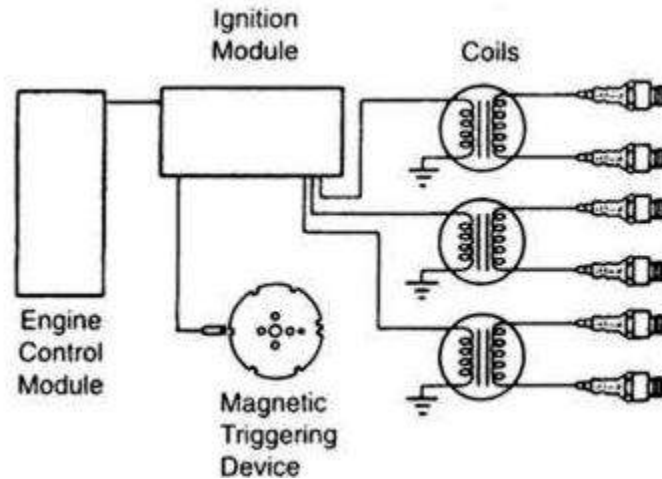 Ignition
Module
Coils
Engine
Control
Module
Magnetic
Triggering
Device